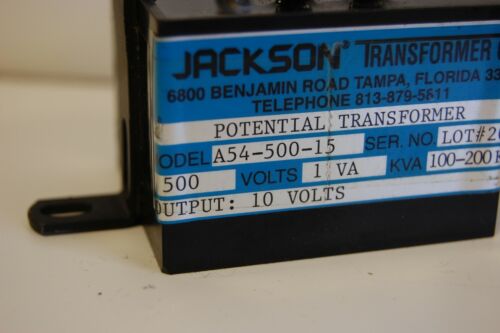 JACKSON® TRANSFORMER
6800 BENJAMIN ROAD TAMPA, FLORIDA 33
TELEPHONE 813-879-5811
POTENTIAL TRANSFORMER
ODEL A54-500-15 SER. NO. LOT#2
500 VOLTS 1 VA KVA 100-200
OUTPUT: 10 VOLTS